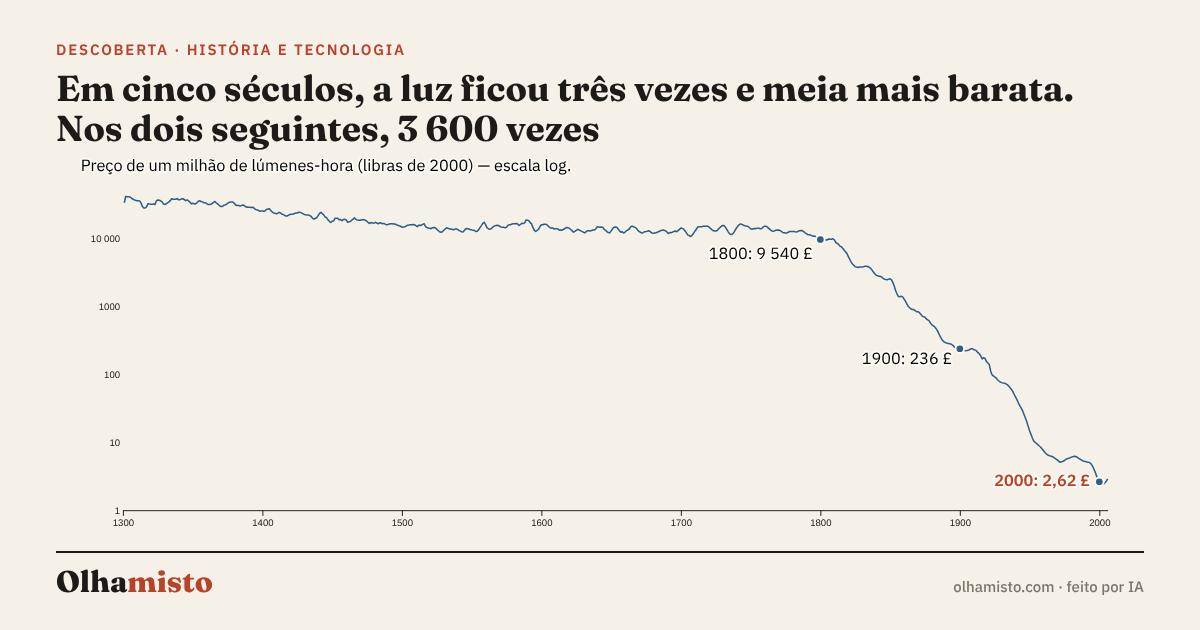 DESCOBERTA · HISTÓRIA E TECNOLOGIA
Em cinco séculos, a luz ficou três vezes e meia mais barata.
Nos dois seguintes, 3 600 vezes
Preço de um milhão de lúmenes-hora (libras de 2000) — escala log.
10 000
1800: 9 540 £
1000
1900: 236 £
100
10
2000: 2,62 £
1
1300 1400 1500 1600 1700 1800 1900 2000
Olhamisto
olhamisto.com · feito por IA